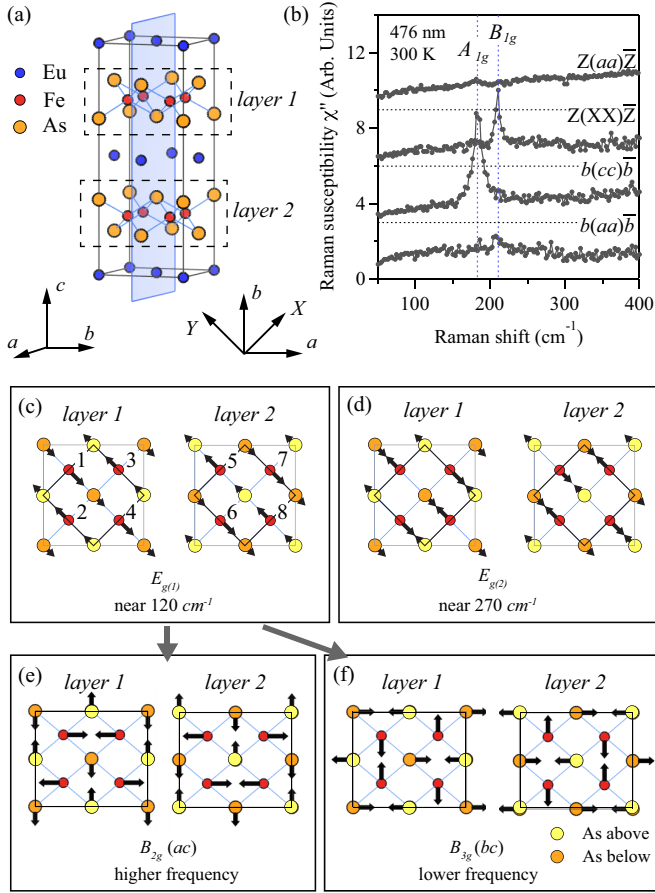 (a)
Eu
Fe
As
layer 1
layer 2
c
a
b
Y
b
X
a
(b)
476 nm
300 K
A1g
B1g
Z(aa)Z̅
Z(XX)Z̅
b(cc)b̅
b(aa)b̅
14
12
10
8
6
4
2
0
100
200
300
400
Raman susceptibility χ'' (Arb. Units)
Raman shift (cm-1)
(c)
layer 1
layer 2
1
3
2
4
5
7
6
8
Eg(1)
near 120 cm-1
(d)
layer 1
layer 2
Eg(2)
near 270 cm-1
(e)
layer 1
layer 2
B2g (ac)
higher frequency
(f)
layer 1
layer 2
B3g (bc)
lower frequency
As above
As below